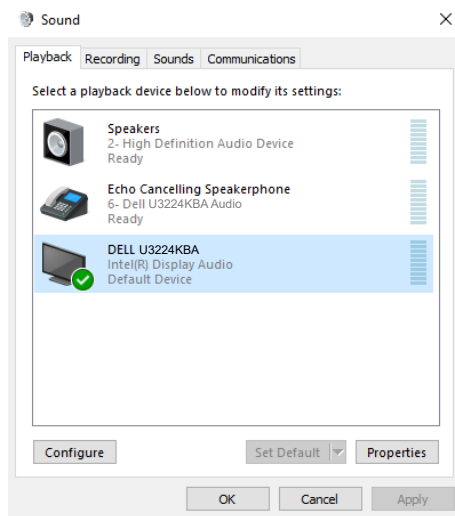 Sound
Playback Recording Sounds Communications
Select a playback device below to modify its settings:
Speakers
2- High Definition Audio Device
Ready
Echo Cancelling Speakerphone
6- Dell U3224KBA Audio
Ready
DELL U3224KBA
Intel(R) Display Audio
Default Device
Configure Set Default Properties
OK Cancel Apply